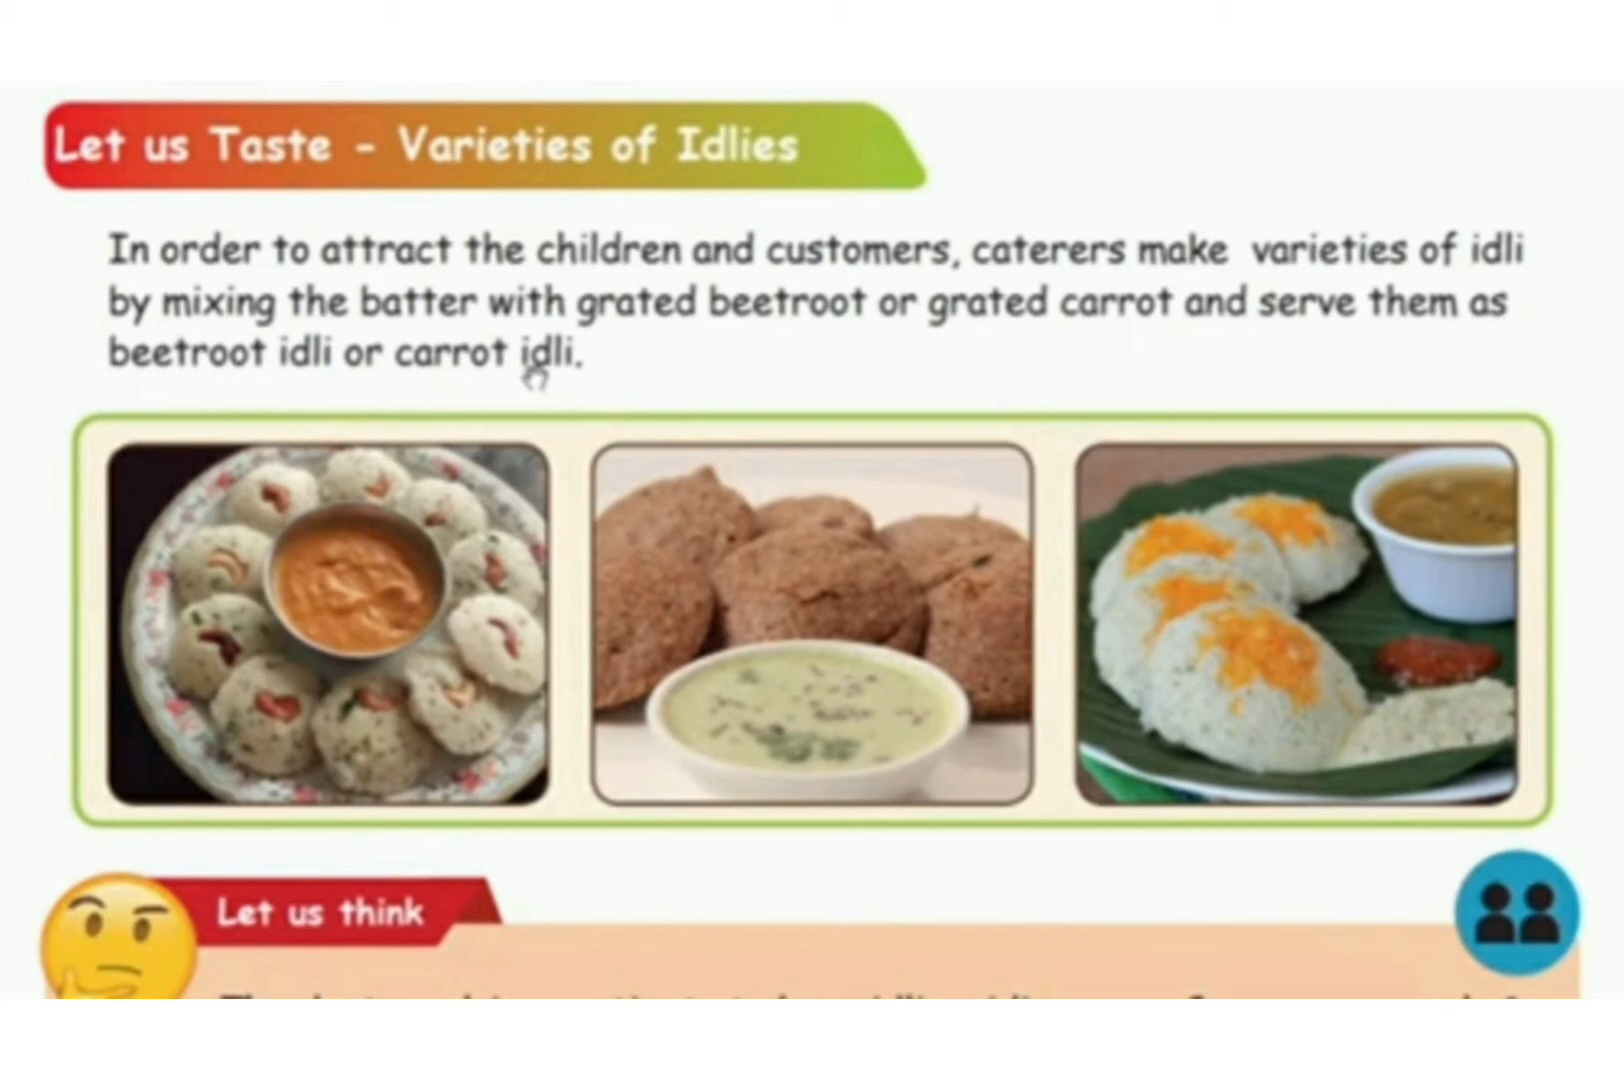 Let us Taste - Varieties of Idlies
In order to attract the children and customers, caterers make varieties of idli
by mixing the batter with grated beetroot or grated carrot and serve them as
beetroot idli or carrot idli.
Let us think